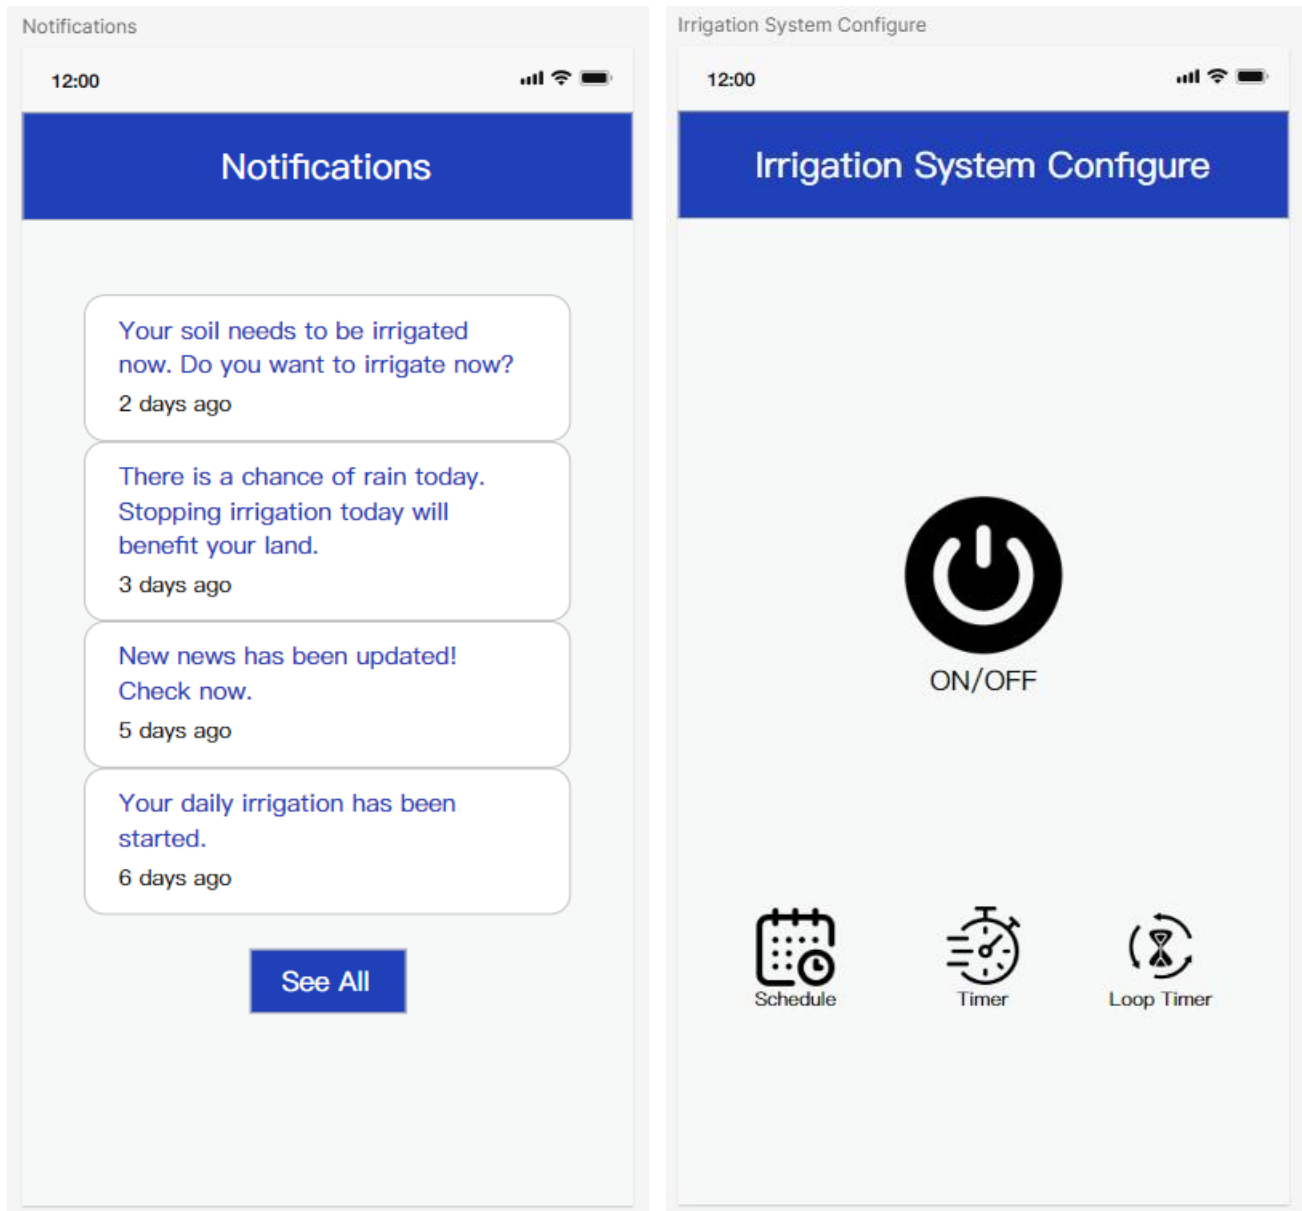 Notifications
12:00
Notifications
Your soil needs to be irrigated
now. Do you want to irrigate now?
2 days ago
There is a chance of rain today.
Stopping irrigation today will
benefit your land.
3 days ago
New news has been updated!
Check now.
5 days ago
Your daily irrigation has been
started.
6 days ago
See All
Irrigation System Configure
12:00
Irrigation System Configure
ON/OFF
Schedule
Timer
Loop Timer